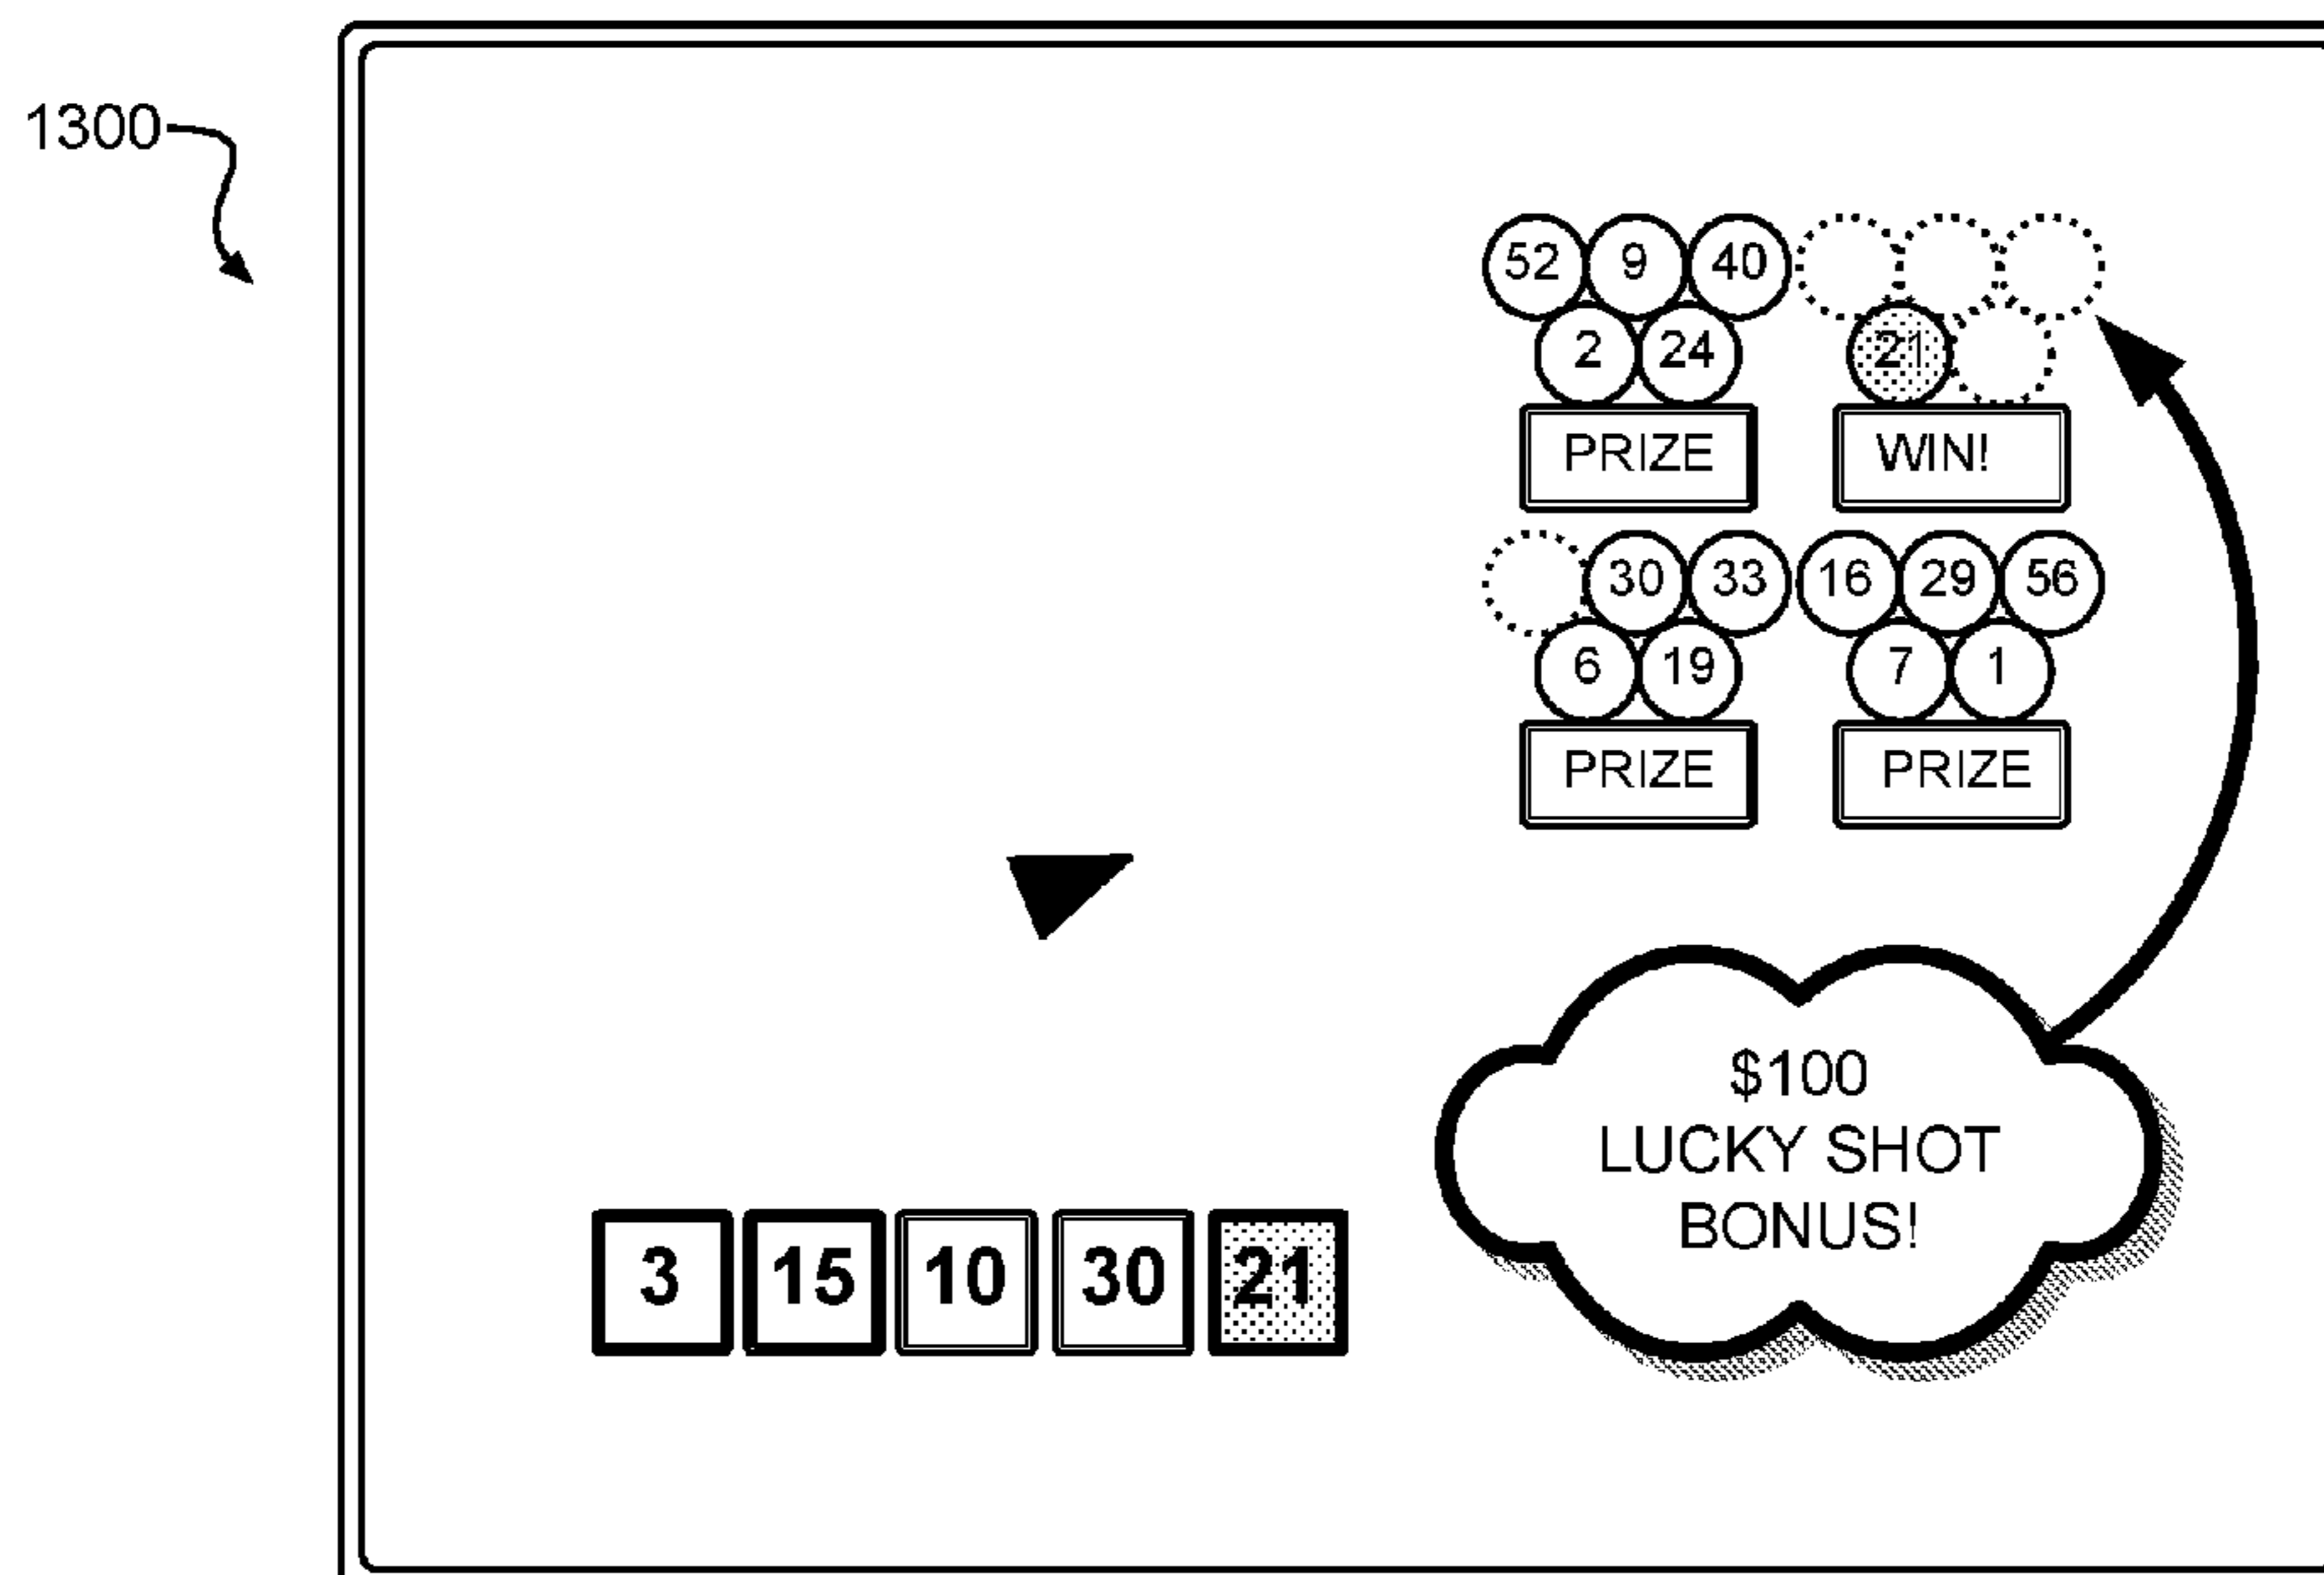 1300
52 9 40
2 24 21
PRIZE WIN!
30 33 16 29 56
6 19 7 1
PRIZE PRIZE
$100
LUCKY SHOT
BONUS!
3 15 10 30 21